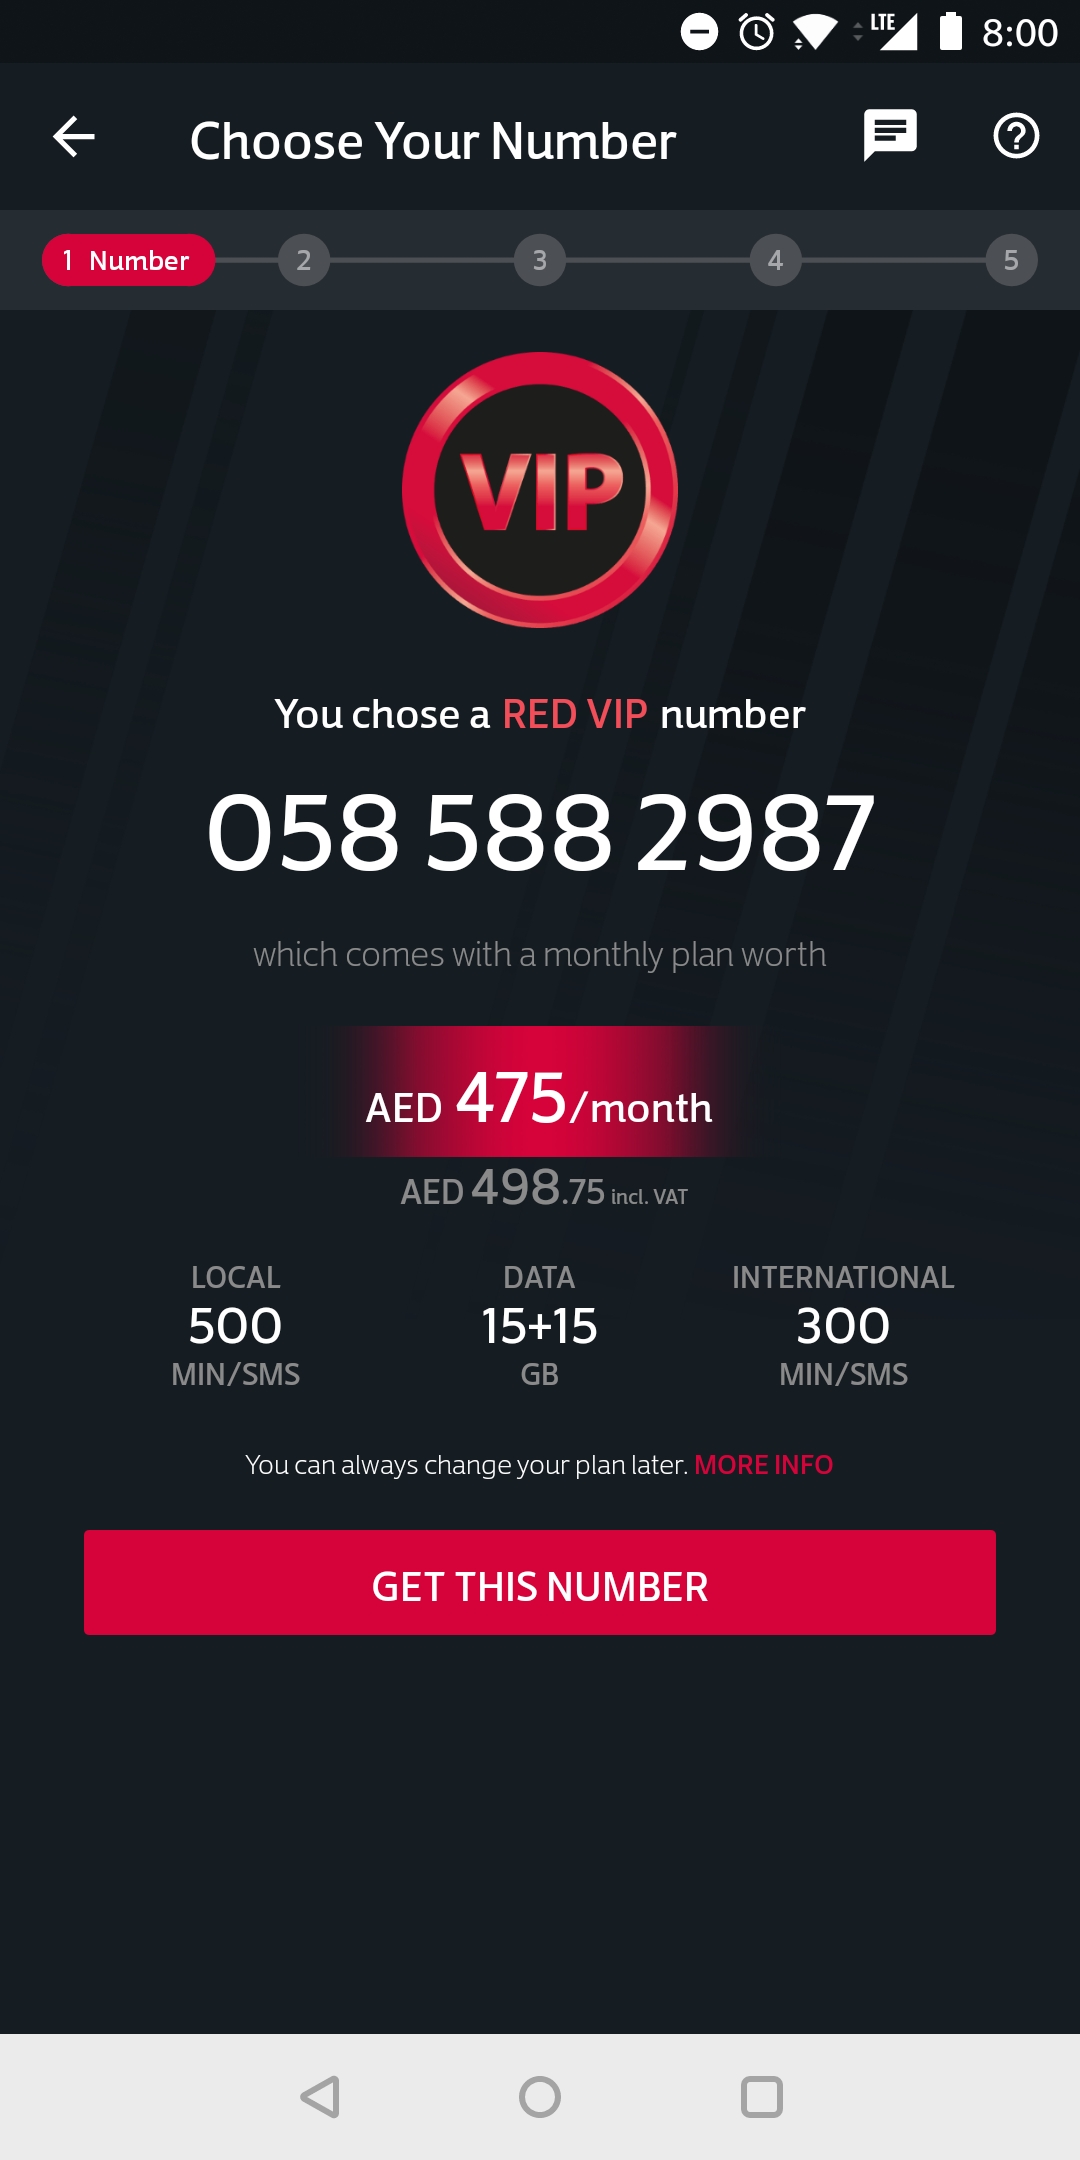 LTE 8:00
Choose Your Number
1 Number 2 3 4 5
VIP
You chose a RED VIP number
058 588 2987
which comes with a monthly plan worth
AED 475/month
AED 498.75 incl. VAT
LOCAL DATA INTERNATIONAL
500 15+15 300
MIN/SMS GB MIN/SMS
You can always change your plan later. MORE INFO
GET THIS NUMBER